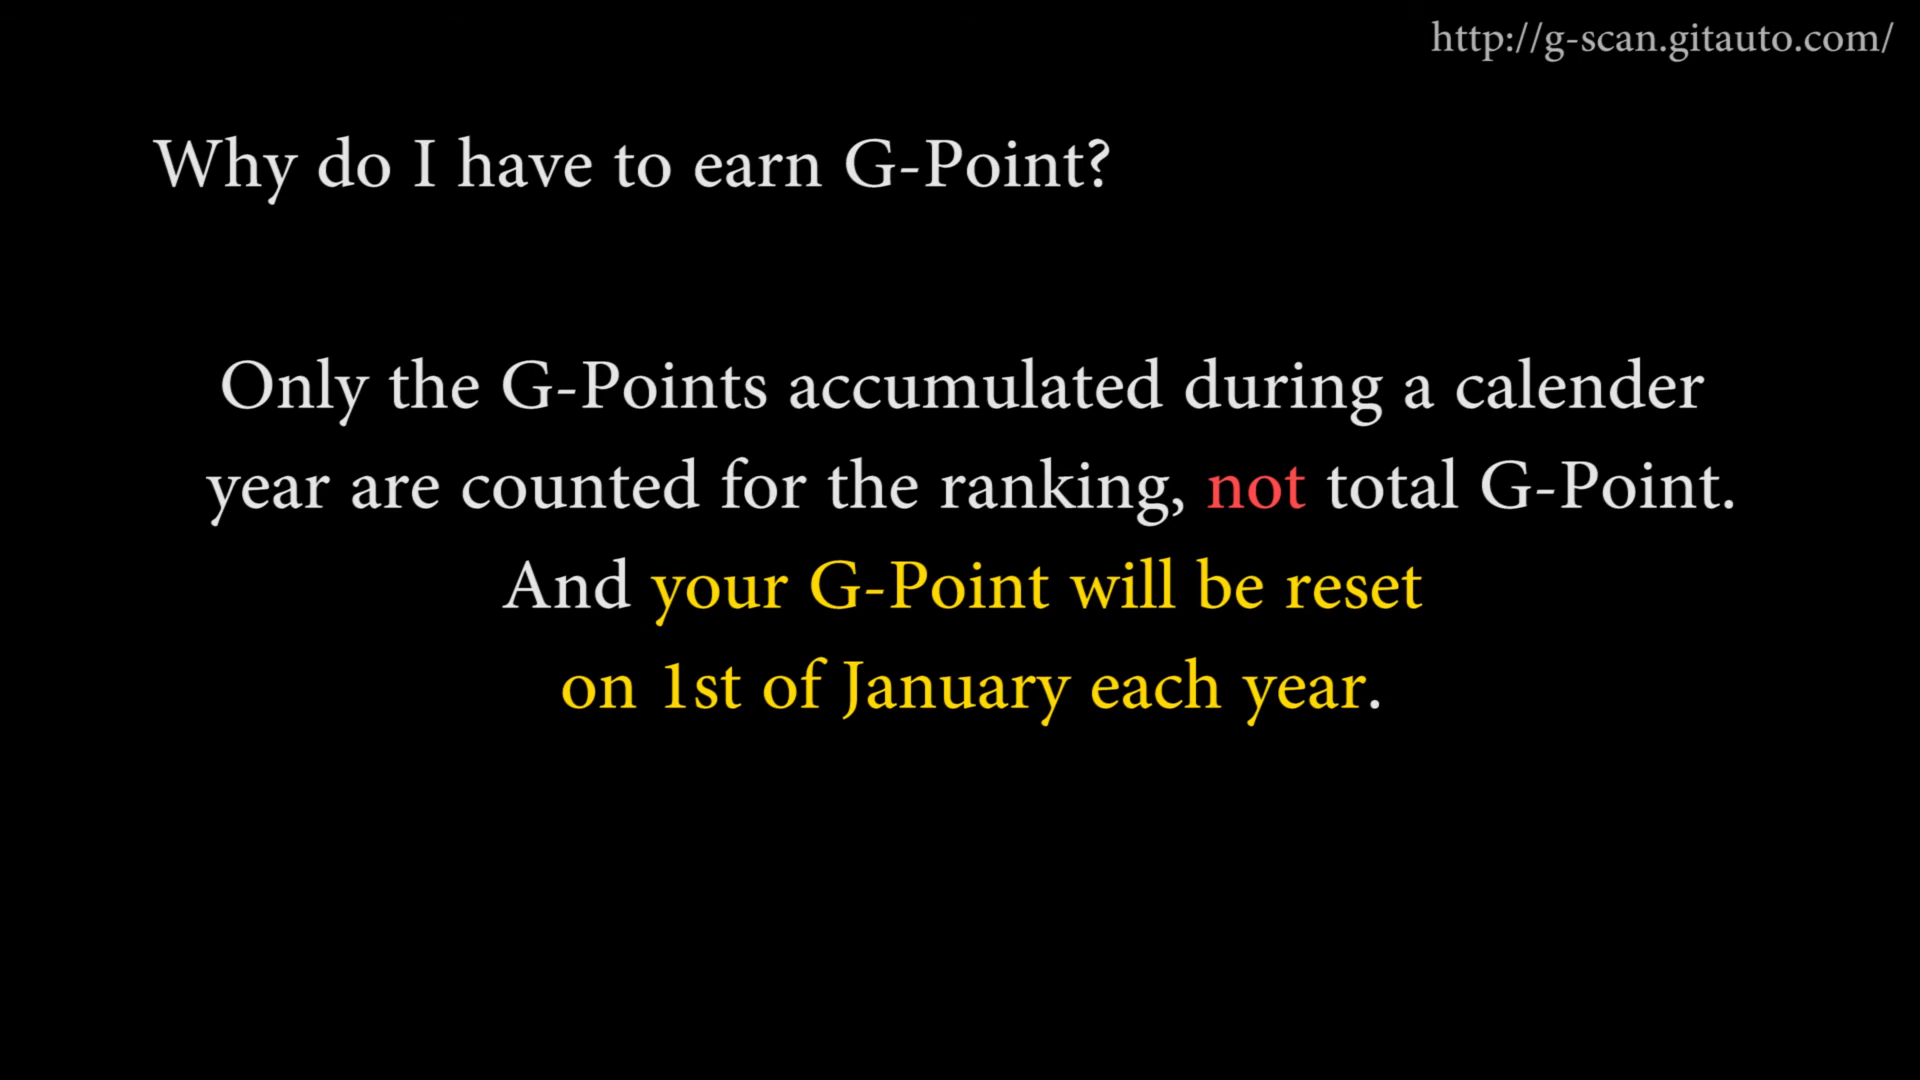 http://g-scan.gitauto.com/
Why do I have to earn G-Point?
Only the G-Points accumulated during a calender
year are counted for the ranking, not total G-Point.
And your G-Point will be reset
on 1st of January each year.